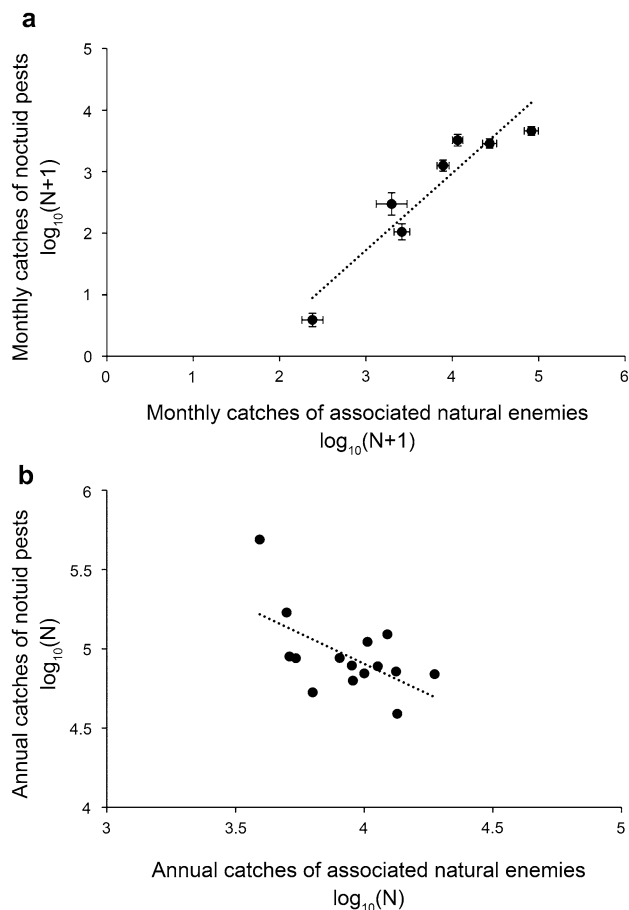 a
Monthly catches of noctuid pests
log₁₀(N+1)
5
4
3
2
1
0
0 1 2 3 4 5 6
Monthly catches of associated natural enemies
log₁₀(N+1)
b
Annual catches of notuid pests
log₁₀(N)
6
5.5
5
4.5
4
3 3.5 4 4.5 5
Annual catches of associated natural enemies
log₁₀(N)